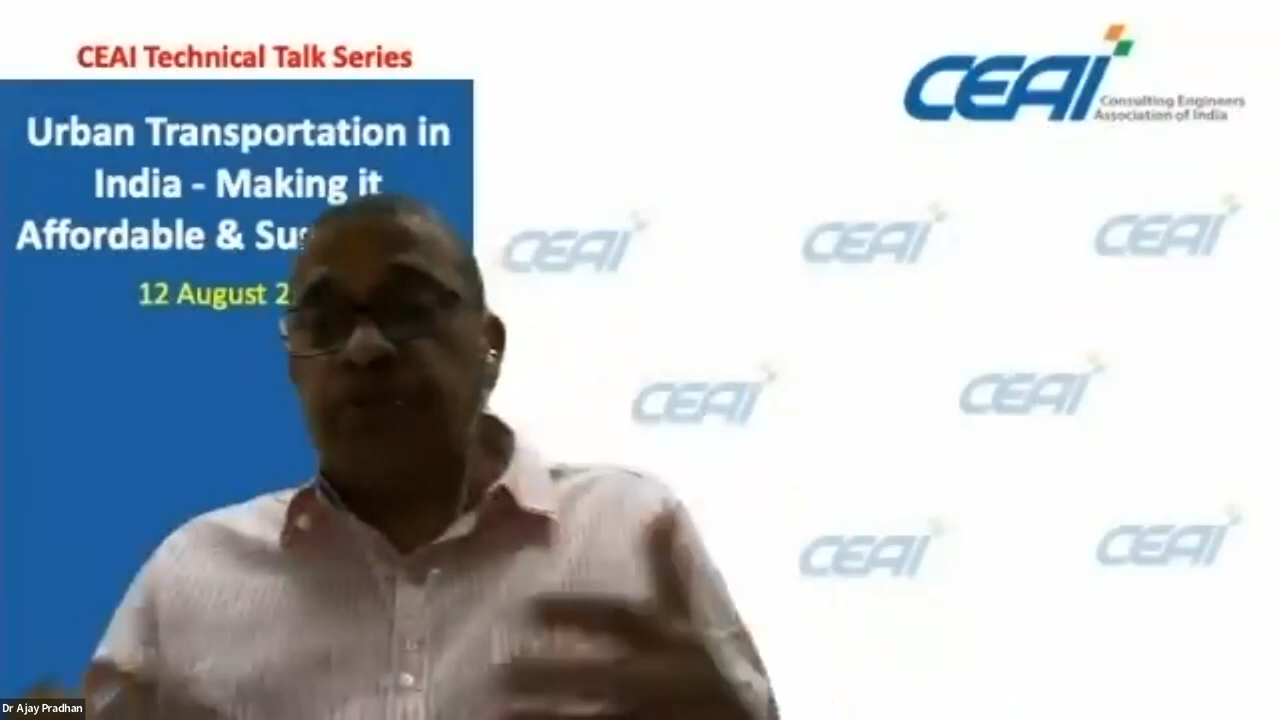 CEAI Technical Talk Series
Urban Transportation in
India - Making it
Affordable &
12 August
CEAI
Consulting Engineers
Association of India
CEAI
CEAI
CEAI
CEAI
CEAI
CEAI
CEAI
Dr Ajay Pradhan